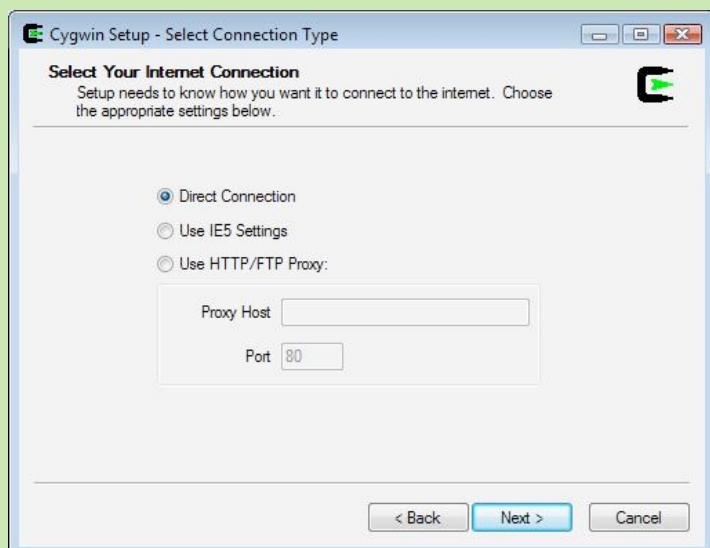 Cygwin Setup - Select Connection Type
Select Your Internet Connection
Setup needs to know how you want it to connect to the internet.  Choose
the appropriate settings below.
Direct Connection
Use IE5 Settings
Use HTTP/FTP Proxy:
Proxy Host
Port 80
< Back Next > Cancel